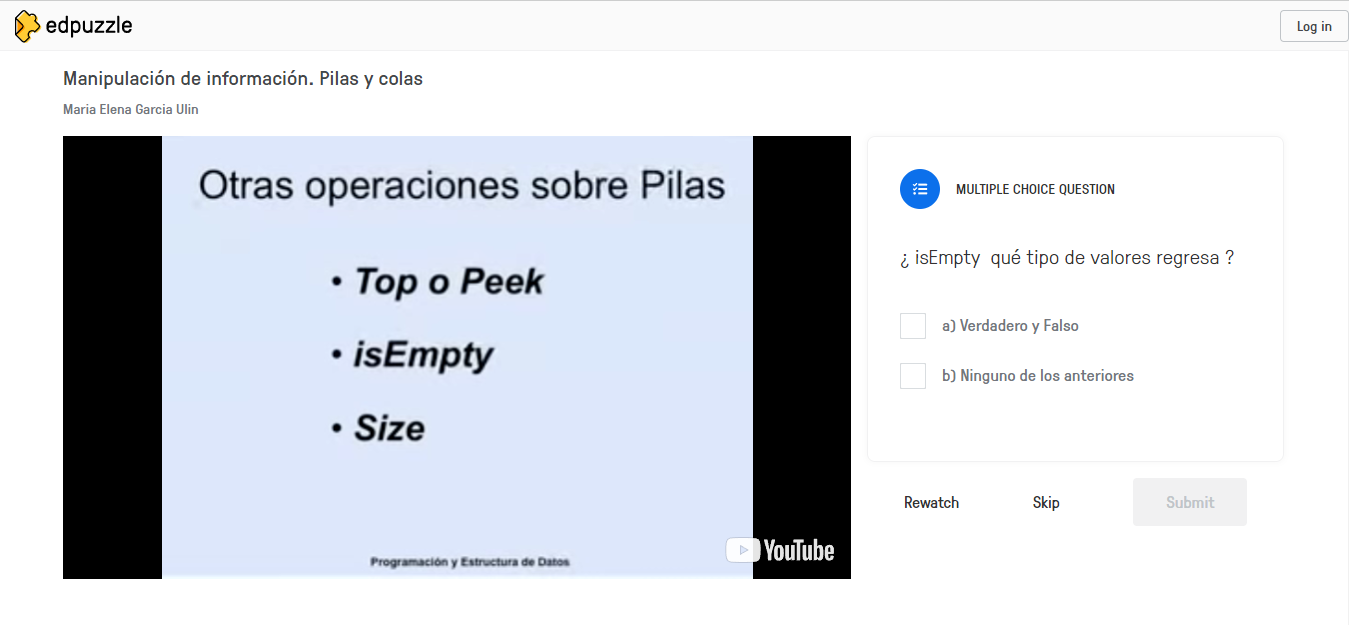 edpuzzle
Log in
Manipulación de información. Pilas y colas
Maria Elena Garcia Ulin
Otras operaciones sobre Pilas
• Top o Peek
• isEmpty
• Size
Programación y Estructura de Datos
YouTube
MULTIPLE CHOICE QUESTION
¿ isEmpty  qué tipo de valores regresa ?
a) Verdadero y Falso
b) Ninguno de los anteriores
Rewatch
Skip
Submit